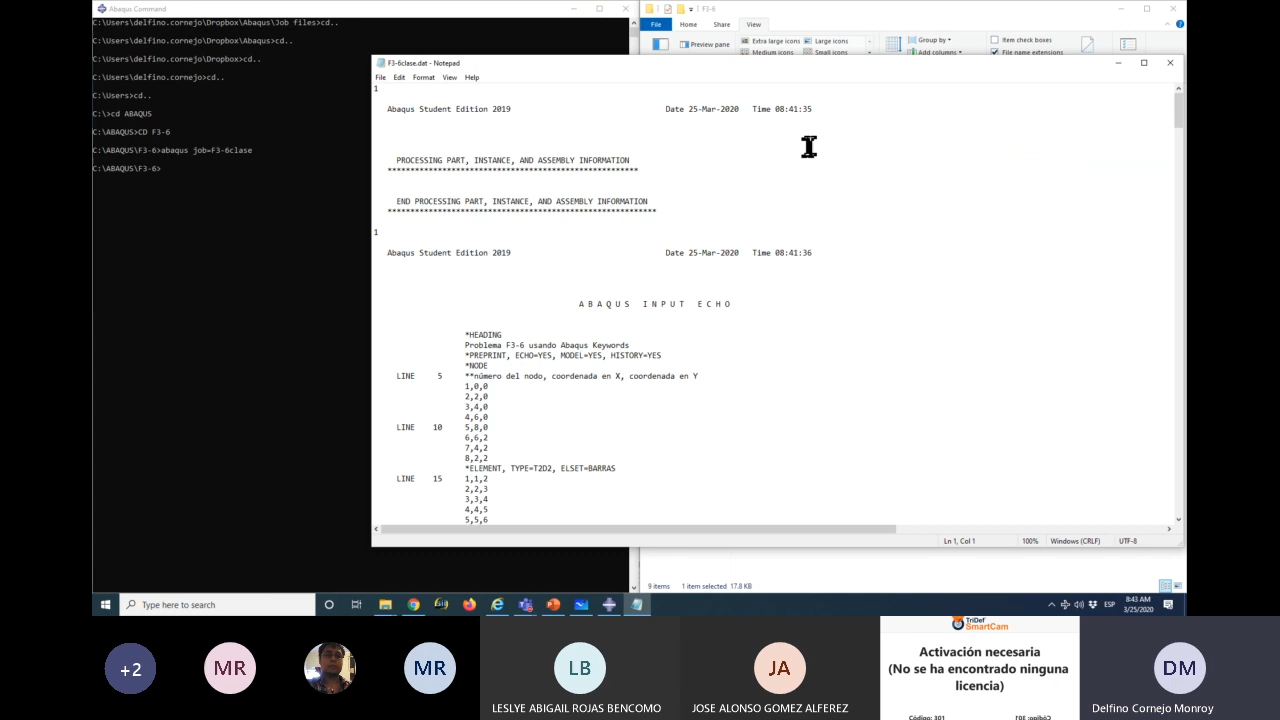 Abaqus Command
C:\Users\delfino.cornejo\Dropbox\Abaqus\Job files>cd..
C:\Users\delfino.cornejo\Dropbox\Abaqus>cd..
C:\Users\delfino.cornejo\Dropbox>cd..
C:\Users\delfino.cornejo>cd..
C:\Users>cd..
C:\>cd ABAQUS
C:\ABAQUS>CD F3-6
C:\ABAQUS\F3-6>abaqus job=F3-6clase
C:\ABAQUS\F3-6>
F3-6
File Home Share View
Preview pane
Extra large icons Large icons
Medium icons Small icons
Group by
Add columns
Item check boxes
File name extensions
F3-6clase.dat - Notepad
File Edit Format View Help
1
Abaqus Student Edition 2019 Date 25-Mar-2020 Time 08:41:35
PROCESSING PART, INSTANCE, AND ASSEMBLY INFORMATION
*******************************************************
END PROCESSING PART, INSTANCE, AND ASSEMBLY INFORMATION
***********************************************************
1
Abaqus Student Edition 2019 Date 25-Mar-2020 Time 08:41:36
A B A Q U S I N P U T E C H O
*HEADING
Problema F3-6 usando Abaqus Keywords
*PREPRINT, ECHO=YES, MODEL=YES, HISTORY=YES
*NODE
LINE 5 **número del nodo, coordenada en X, coordenada en Y
1,0,0
2,2,0
3,4,0
4,6,0
LINE 10 5,8,0
6,6,2
7,4,2
8,2,2
*ELEMENT, TYPE=T2D2, ELSET=BARRAS
LINE 15 1,1,2
2,2,3
3,3,4
4,4,5
5,5,6
Ln 1, Col 1 100% Windows (CRLF) UTF-8
9 items 1 item selected 17.8 KB
Type here to search
ESP
8:43 AM
3/25/2020
+2
MR
MR
LB
LESLYE ABIGAIL ROJAS BENCOMO
JA
JOSE ALONSO GOMEZ ALFEREZ
TriDef
SmartCam
Activación necesaria
(No se ha encontrado ninguna
licencia)
Código: 301
Código: 301
DM
Delfino Cornejo Monroy